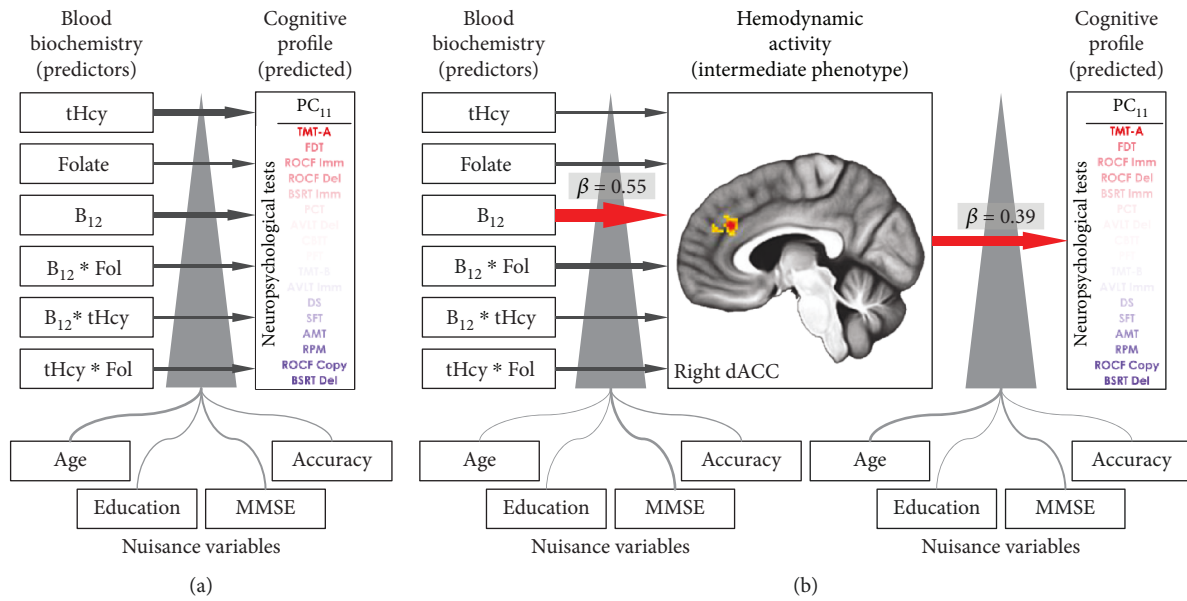 Blood
biochemistry
(predictors)
Cognitive
profile
(predicted)
tHcy
Folate
B12
B12 * Fol
B12* tHcy
tHcy * Fol
Neuropsychological tests
PC11
TMT-A
FDT
ROCF Imm
ROCF Del
BSRT Imm
PCT
AVLT Del
TMT-B
AVLT Imm
DS
SFT
AMT
RPM
ROCF Copy
BSRT Del
Age
Accuracy
Education
MMSE
Nuisance variables
(a)
Blood
biochemistry
(predictors)
Hemodynamic
activity
(intermediate phenotype)
Cognitive
profile
(predicted)
tHcy
Folate
B12
B12 * Fol
B12 * tHcy
tHcy * Fol
β = 0.55
Right dACC
β = 0.39
Neuropsychological tests
PC11
TMT-A
FDT
ROCF Imm
ROCF Del
BSRT Imm
PCT
AVLT Del
TMT-B
AVLT Imm
DS
SFT
AMT
RPM
ROCF Copy
BSRT Del
Age
Accuracy
Education
MMSE
Nuisance variables
Age
Accuracy
Education
MMSE
Nuisance variables
(b)